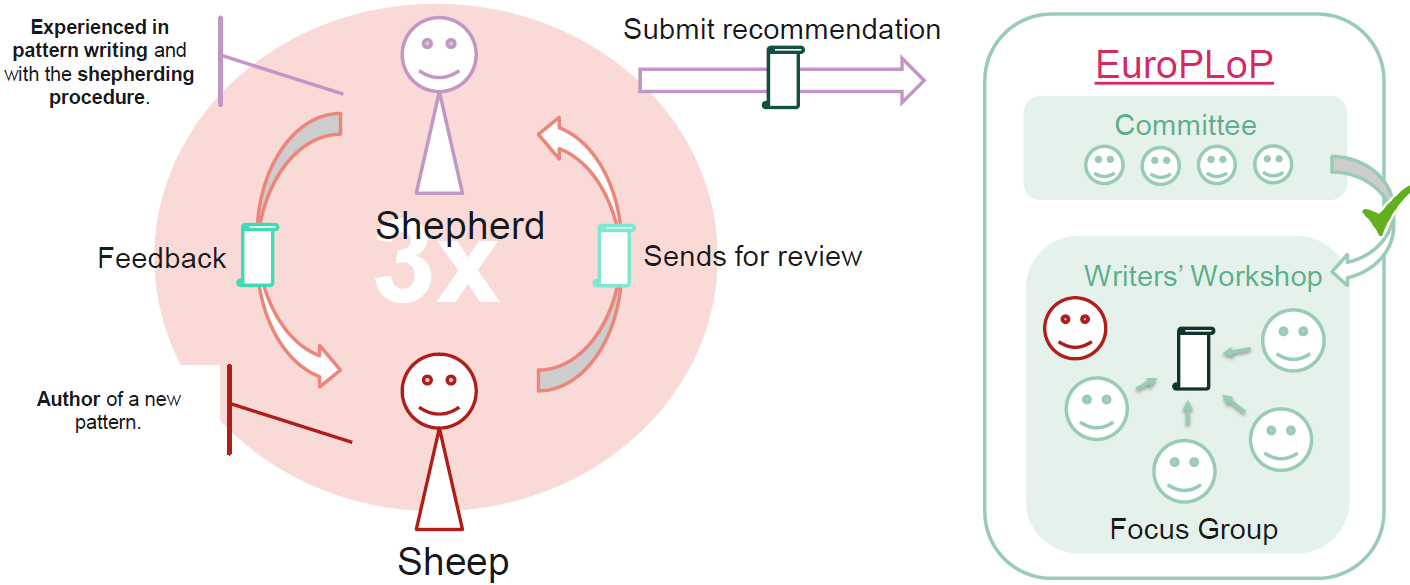 Experienced in
pattern writing and
with the shepherding
procedure.
Submit recommendation
EuroPLoP
Committee
Shepherd
3x
Feedback
Sends for review
Writers’ Workshop
Author of a new
pattern.
Focus Group
Sheep